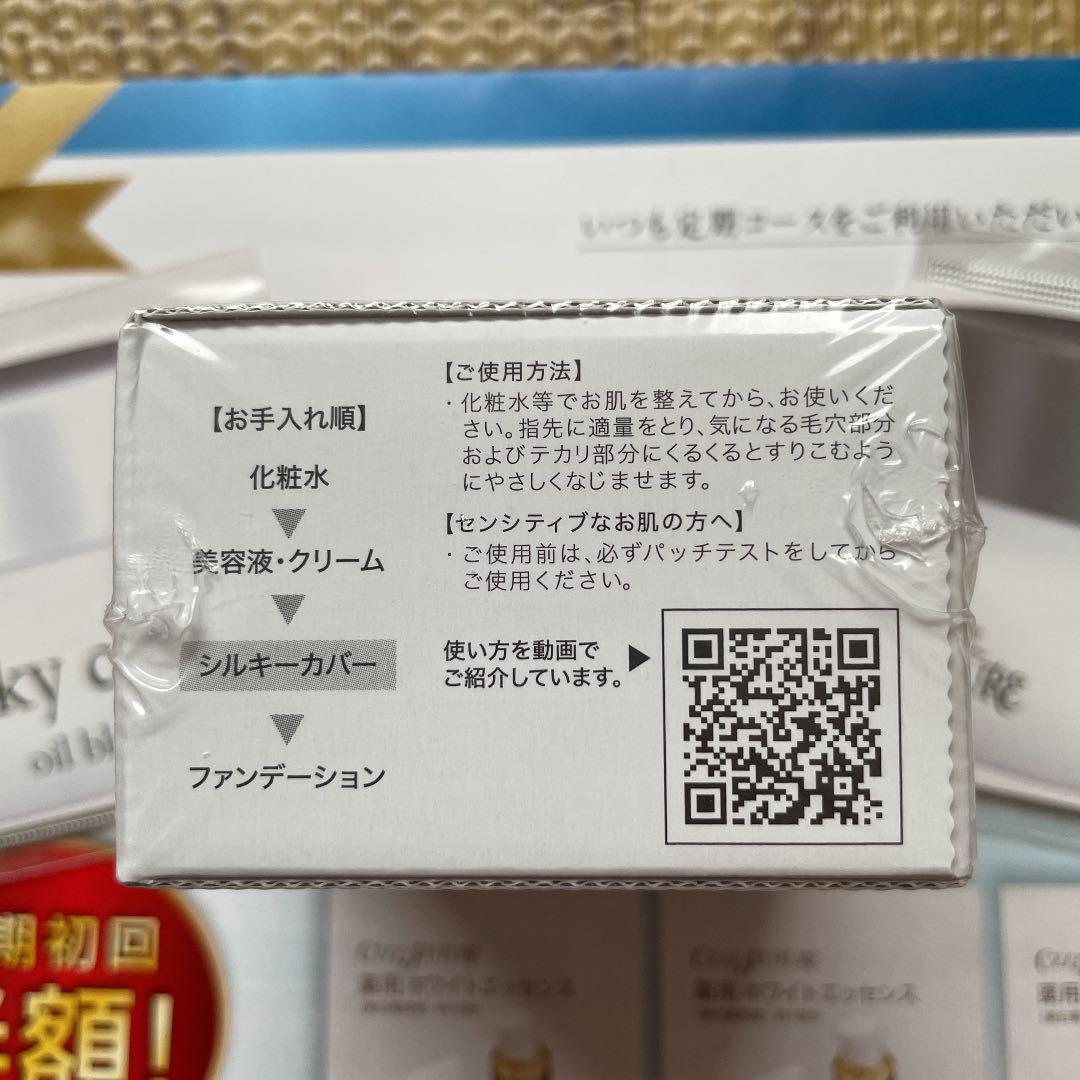 いつも定期コースをご利用いただい
【お手入れ順】
化粧水
美容液・クリーム
シルキーカバー
ファンデーション
【ご使用方法】
・化粧水等でお肌を整えてから、お使いくだ
さい。指先に適量をとり、気になる毛穴部分
およびテカリ部分にくるくるとすりこむよう
にやさしくなじませます。
【センシティブなお肌の方へ】
・ご使用前は、必ずパッチテストをしてから
ご使用ください。
使い方を動画で
ご紹介しています。
ky
oil bl
期初回
額!
薬用ホワイトエッセンス
薬用ホワイトエッセンス
薬用